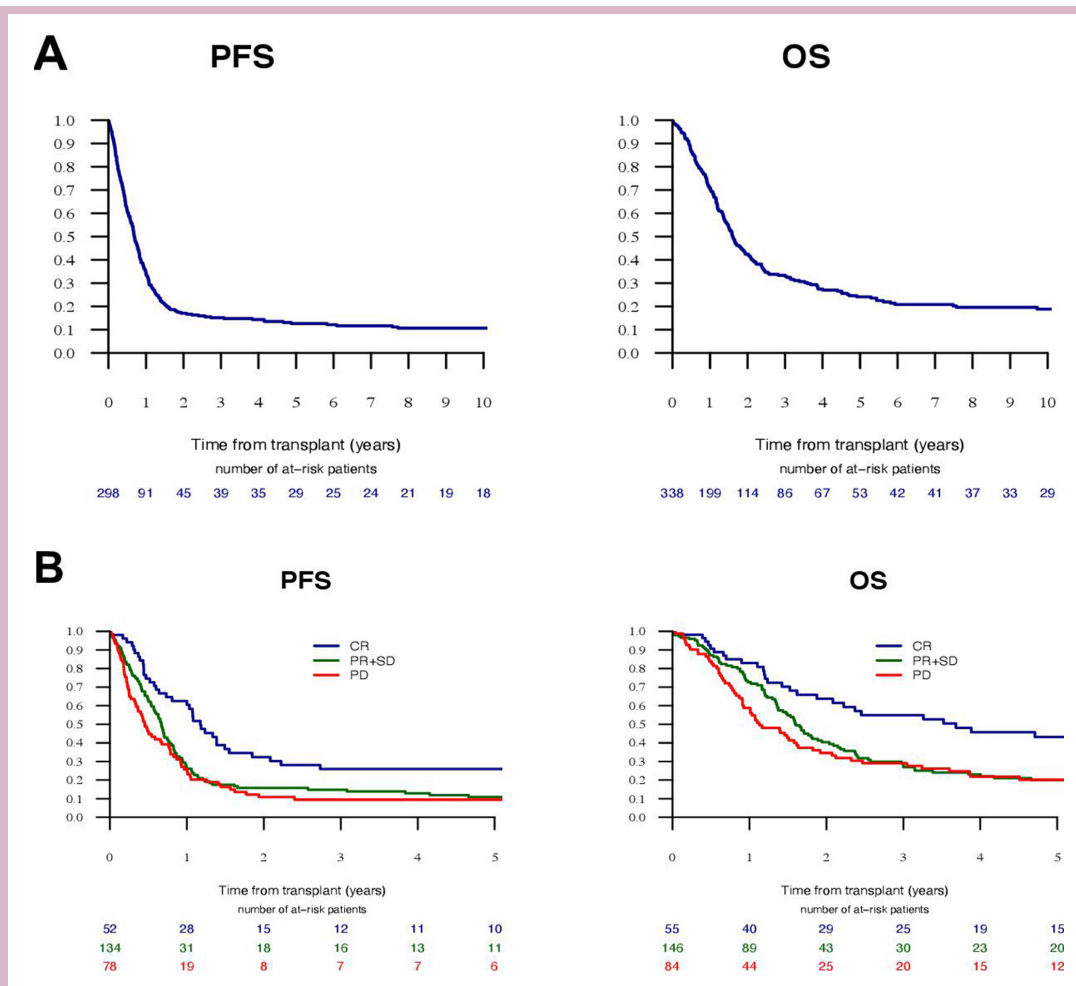 A
PFS
OS
1.0
0.9
0.8
0.7
0.6
0.5
0.4
0.3
0.2
0.1
0.0
0 1 2 3 4 5 6 7 8 9 10
Time from transplant (years)
number of at–risk patients
298 91 45 39 35 29 25 24 21 19 18
1.0
0.9
0.8
0.7
0.6
0.5
0.4
0.3
0.2
0.1
0.0
0 1 2 3 4 5 6 7 8 9 10
Time from transplant (years)
number of at–risk patients
338 199 114 86 67 53 42 41 37 33 29
B
PFS
1.0
0.9
0.8
0.7
0.6
0.5
0.4
0.3
0.2
0.1
0.0
CR
PR+SD
PD
0 1 2 3 4 5
Time from transplant (years)
number of at–risk patients
52 28 15 12 11 10
134 31 18 16 13 11
78 19 8 7 7 6
OS
1.0
0.9
0.8
0.7
0.6
0.5
0.4
0.3
0.2
0.1
0.0
CR
PR+SD
PD
0 1 2 3 4 5
Time from transplant (years)
number of at–risk patients
55 40 29 25 19 15
146 89 43 30 23 20
84 44 25 20 15 12